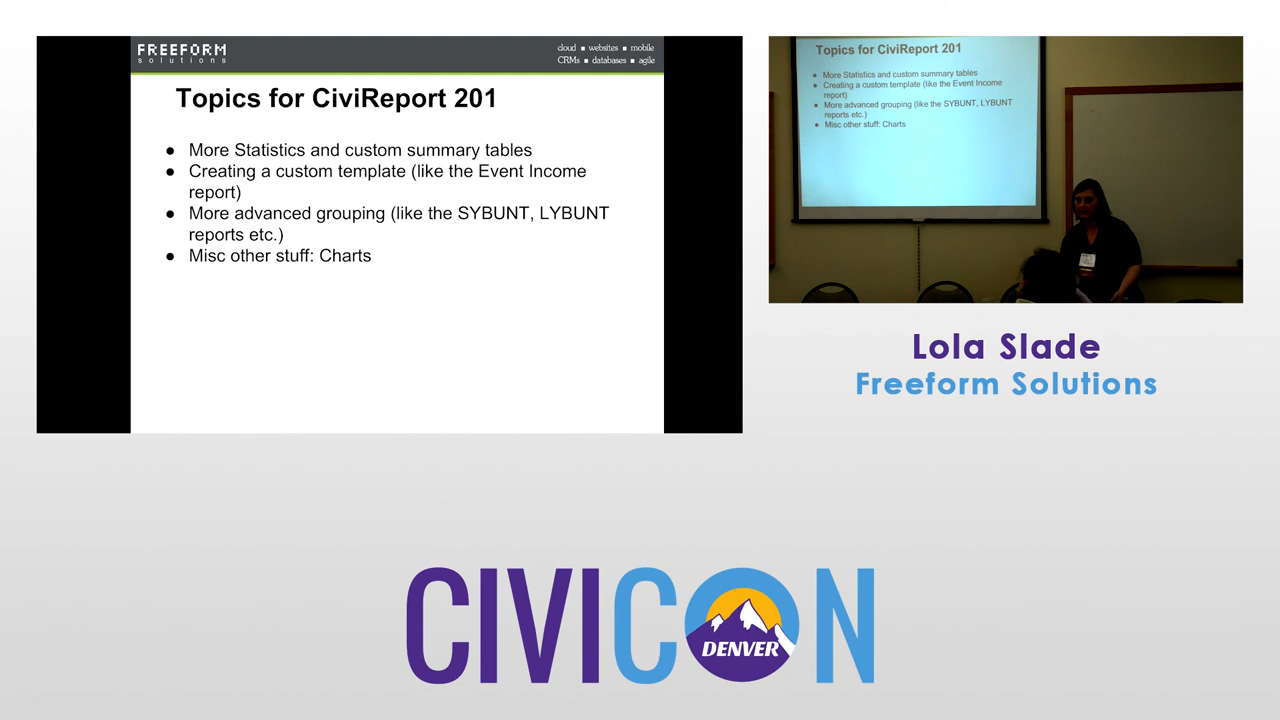 FREEFORM
solutions
cloud ■ websites ■ mobile
CRMs ■ databases ■ agile
Topics for CiviReport 201
● More Statistics and custom summary tables
● Creating a custom template (like the Event Income
report)
● More advanced grouping (like the SYBUNT, LYBUNT
reports etc.)
● Misc other stuff: Charts
Topics for CiviReport 201
● More Statistics and custom summary tables
● Creating a custom template (like the Event Income
report)
● More advanced grouping (like the SYBUNT, LYBUNT
reports etc.)
● Misc other stuff: Charts
Lola Slade
Freeform Solutions
CIVICON
DENVER